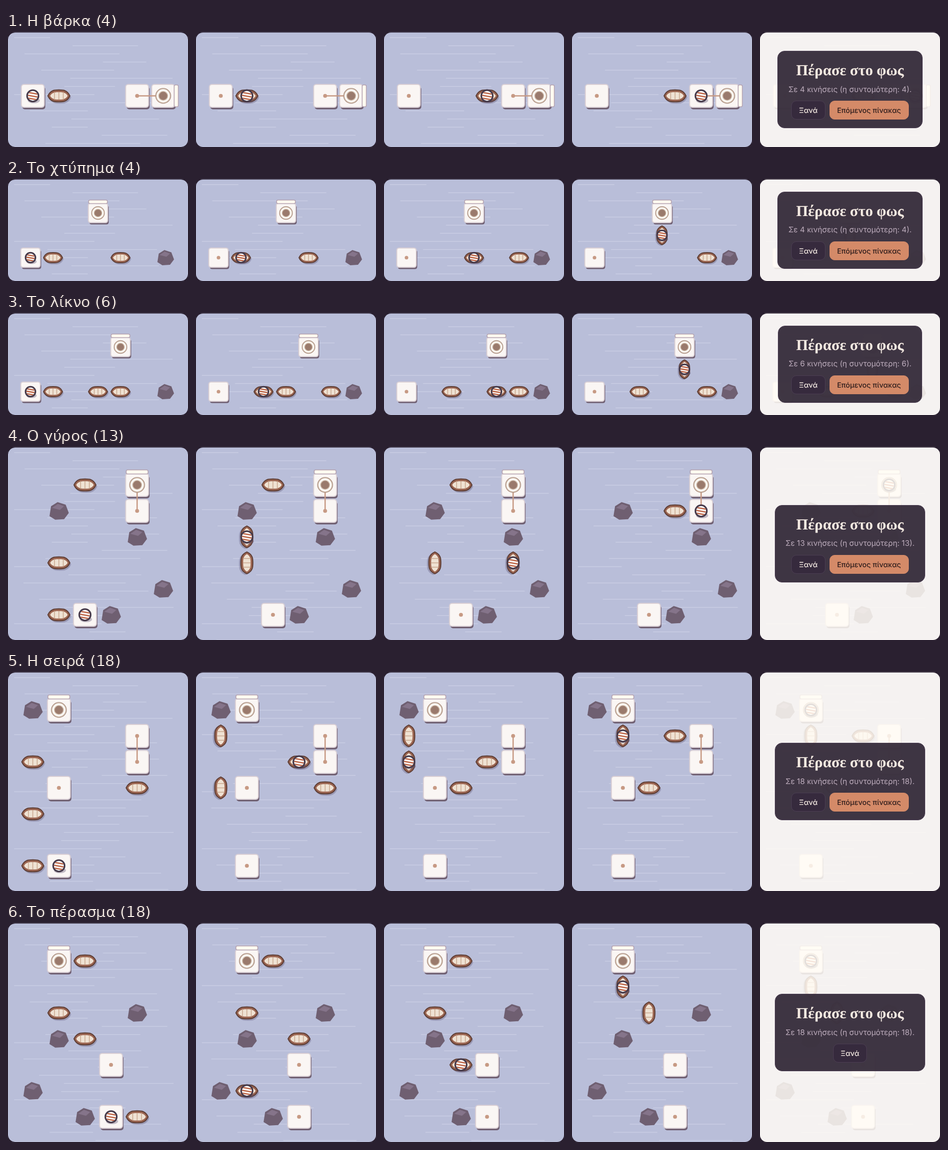 1. Η βάρκα (4)
Πέρασε στο φως
Σε 4 κινήσεις (η συντομότερη: 4).
Ξανά
Επόμενος πίνακας
2. Το χτύπημα (4)
Πέρασε στο φως
Σε 4 κινήσεις (η συντομότερη: 4).
Ξανά
Επόμενος πίνακας
3. Το λίκνο (6)
Πέρασε στο φως
Σε 6 κινήσεις (η συντομότερη: 6).
Ξανά
Επόμενος πίνακας
4. Ο γύρος (13)
Πέρασε στο φως
Σε 13 κινήσεις (η συντομότερη: 13).
Ξανά
Επόμενος πίνακας
5. Η σειρά (18)
Πέρασε στο φως
Σε 18 κινήσεις (η συντομότερη: 18).
Ξανά
Επόμενος πίνακας
6. Το πέρασμα (18)
Πέρασε στο φως
Σε 18 κινήσεις (η συντομότερη: 18).
Ξανά